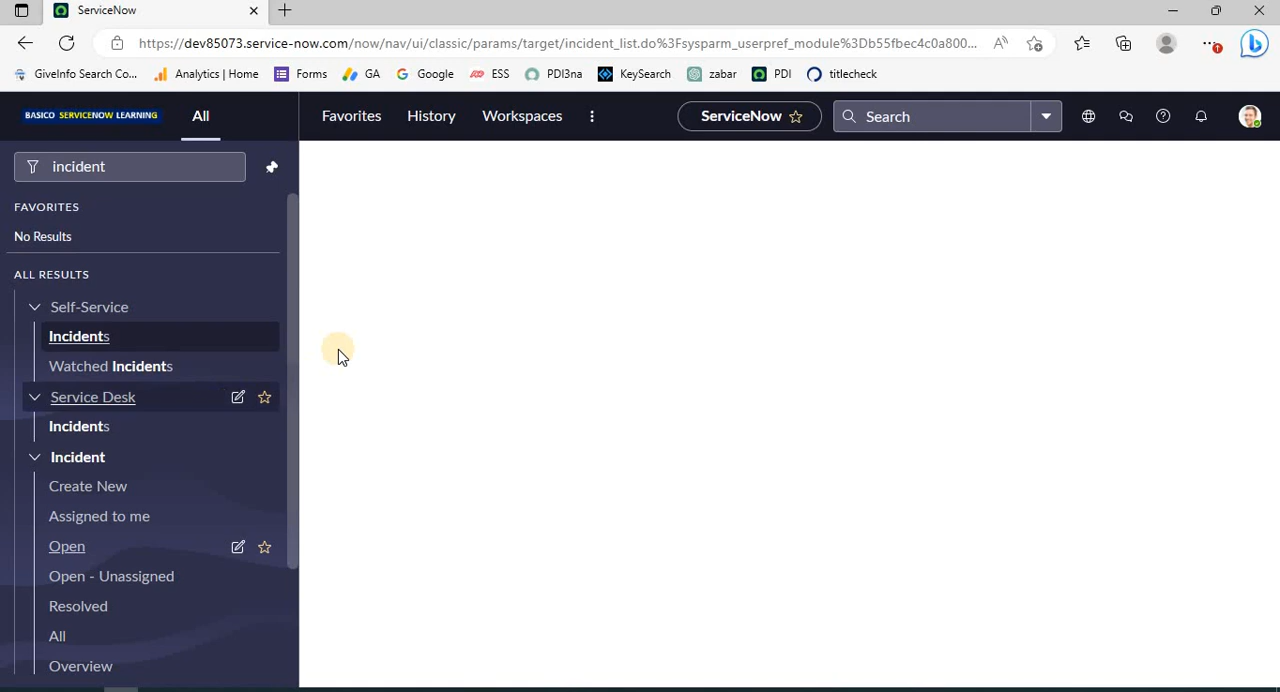 ServiceNow
https://dev85073.service-now.com/now/nav/ui/classic/params/target/incident_list.do%3Fsysparm_userpref_module%3Db55fbec4c0a800...
GiveInfo Search Co... Analytics | Home Forms GA Google ESS PDI3na KeySearch zabar PDI titlecheck
BASICO SERVICENOW LEARNING All Favorites History Workspaces ServiceNow Search
incident
FAVORITES
No Results
ALL RESULTS
Self-Service
Incidents
Watched Incidents
Service Desk
Incidents
Incident
Create New
Assigned to me
Open
Open - Unassigned
Resolved
All
Overview